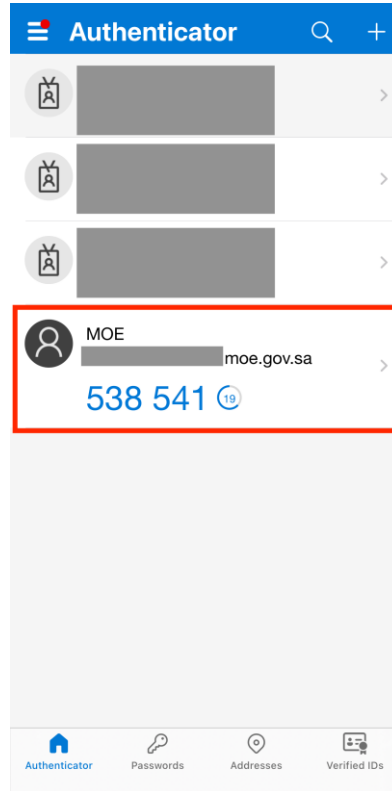 Authenticator
MOE
moe.gov.sa
538 541 19
Authenticator Passwords Addresses Verified IDs